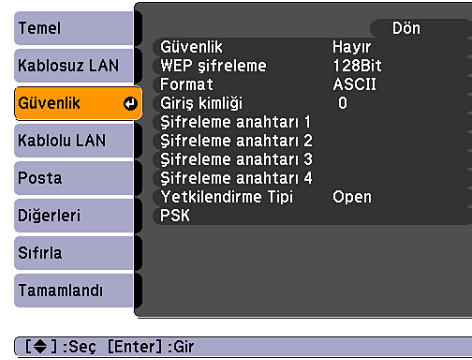 Temel
Kablosuz LAN
Güvenlik
Kablolu LAN
Posta
Diğerleri
Sıfırla
Tamamlandı
Dön
Güvenlik Hayır
WEP şifreleme 128Bit
Format ASCII
Giriş kimliği 0
Şifreleme anahtarı 1
Şifreleme anahtarı 2
Şifreleme anahtarı 3
Şifreleme anahtarı 4
Yetkilendirme Tipi Open
PSK
[◆] :Seç [Enter] :Gir